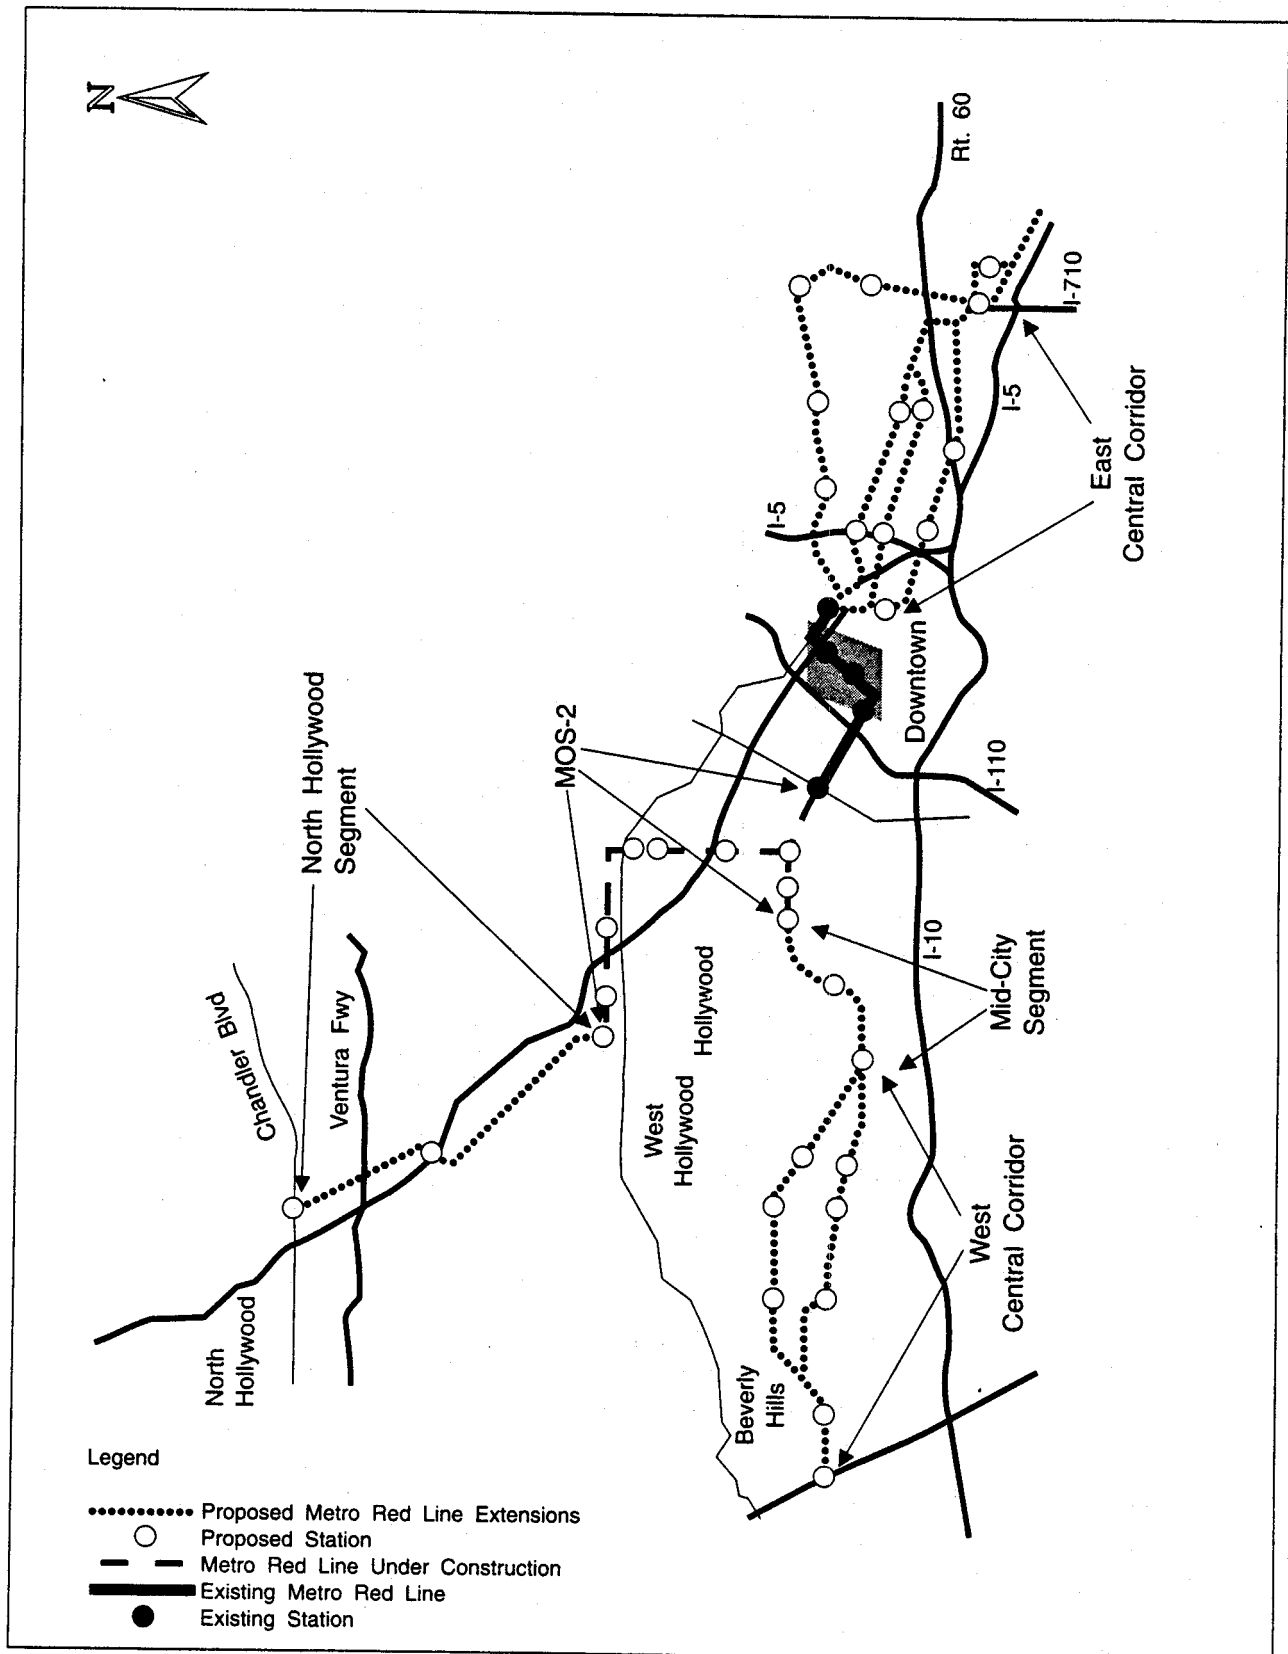 N
Chandler Blvd
Ventura Fwy
North
Hollywood
North Hollywood
Segment
MOS-2
West
Hollywood
Hollywood
Beverly
Hills
Downtown
I-5
Rt. 60
I-710
I-5
I-110
I-10
East
Central Corridor
Mid-City
Segment
West
Central Corridor
Legend
Proposed Metro Red Line Extensions
Proposed Station
Metro Red Line Under Construction
Existing Metro Red Line
Existing Station